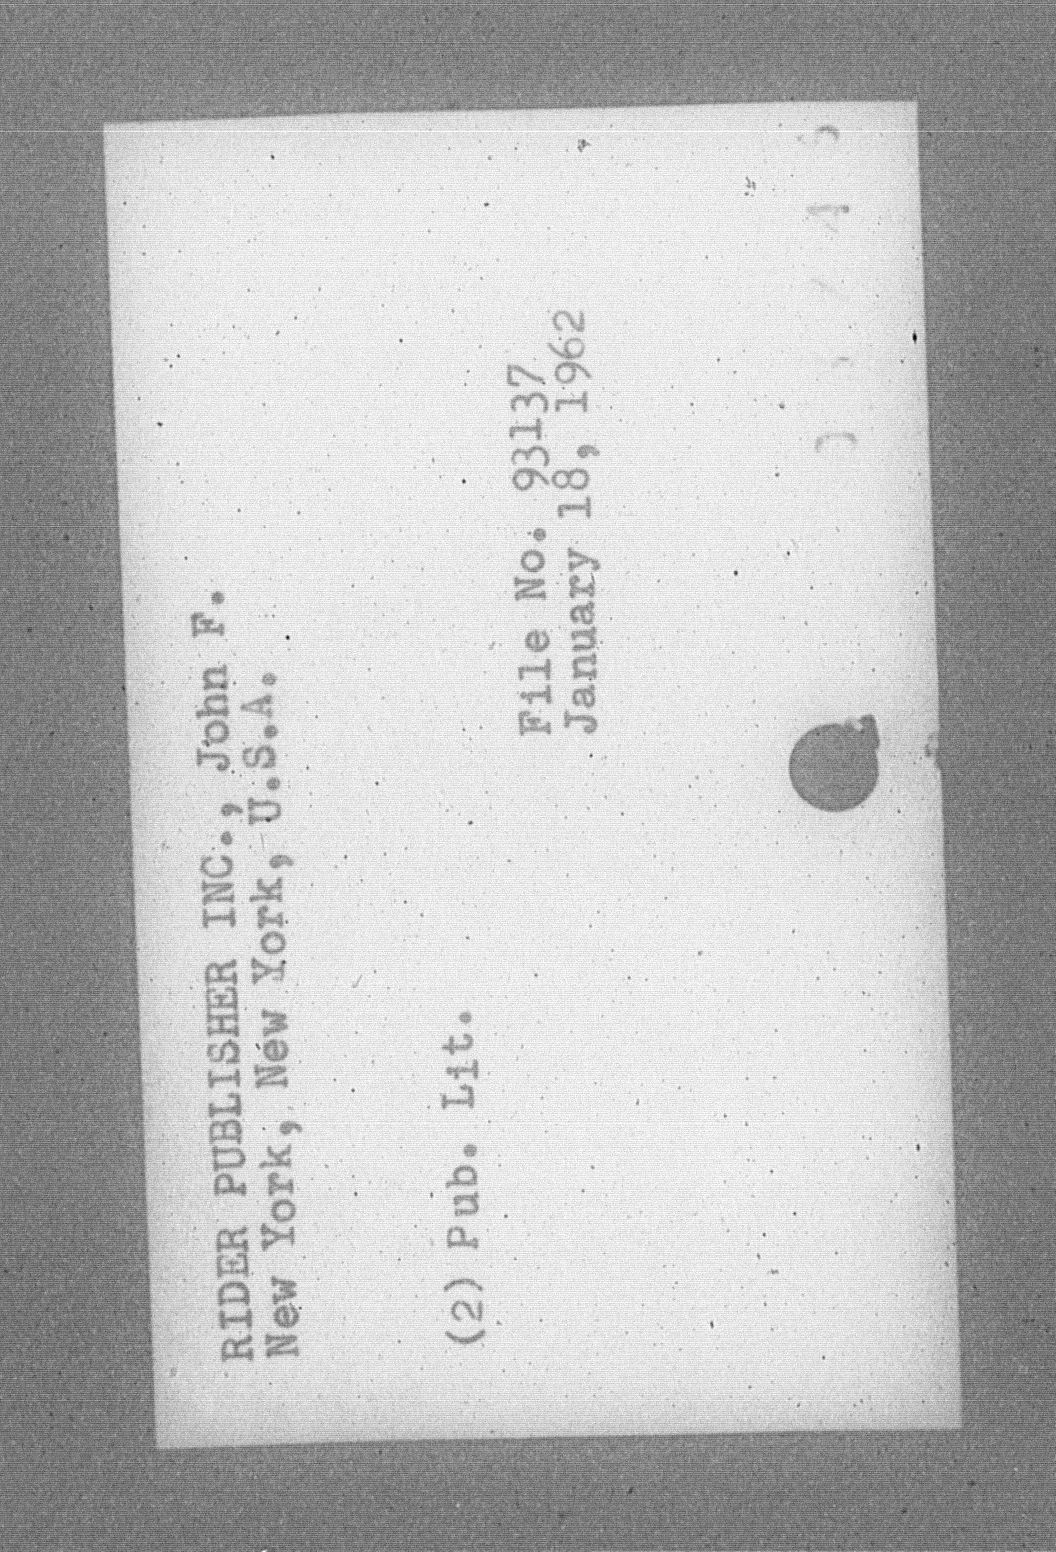 RIDER PUBLISHER INC., John F.
New York, New York, U.S.A.
(2) Pub. Lit.
File No. 93137
January 18, 1962